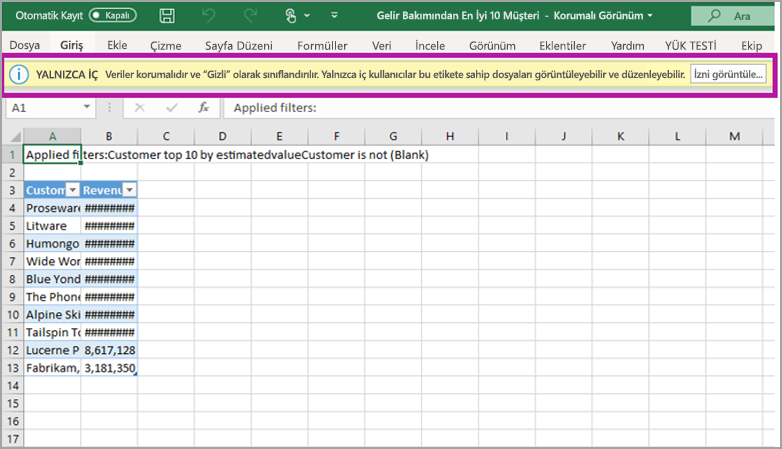 Otomatik Kayıt Kapalı Gelir Bakımından En İyi 10 Müşteri - Korumalı Görünüm Ara
Dosya Giriş Ekle Çizme Sayfa Düzeni Formüller Veri İncele Görünüm Eklentiler Yardım YÜK TESTİ Ekip
YALNIZCA İÇ Veriler korumalıdır ve “Gizli” olarak sınıflandırılır. Yalnızca iç kullanıcılar bu etikete sahip dosyaları görüntüleyebilir ve düzenleyebilir. İzni görüntüle...
A1 fx Applied filters:
A B C D E F G H I J K L M
1 Applied filters:Customer top 10 by estimatedvalueCustomer is not (Blank)
2
3 Custom Revenu
4 Proseware ########
5 Litware ########
6 Humongo ########
7 Wide Wor ########
8 Blue Yond ########
9 The Phone ########
10 Alpine Ski ########
11 Tailspin To ########
12 Lucerne P 8,617,128
13 Fabrikam, 3,181,350
14
15
16
17